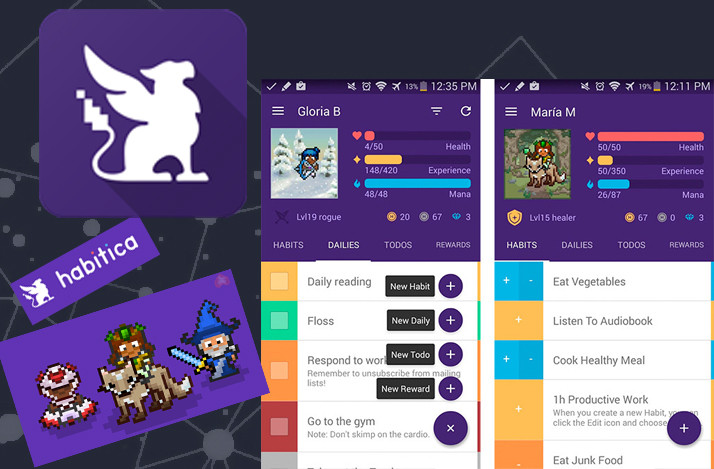 habitica
12:35 PM
13%
Gloria B
4/50 Health
148/420 Experience
48/48 Mana
Lvl19 rogue
20 67 3
HABITS DAILIES TODOS REWARDS
Daily reading
New Habit
Floss
New Daily
Respond to
New Todo
Remember to unsubscribe from mailing
lists!
New Reward
Go to the gym
Note: Don't skimp on the cardio.
19% 12:11 PM
María M
50/50 Health
50/350 Experience
26/87 Mana
Lvl15 healer
67 0 3
HABITS DAILIES TODOS REWARDS
+ - Eat Vegetables
+ Listen To Audiobook
+ - Cook Healthy Meal
+ 1h Productive Work
When you create a new Habit, you can
click the Edit icon and choose
- Eat Junk Food